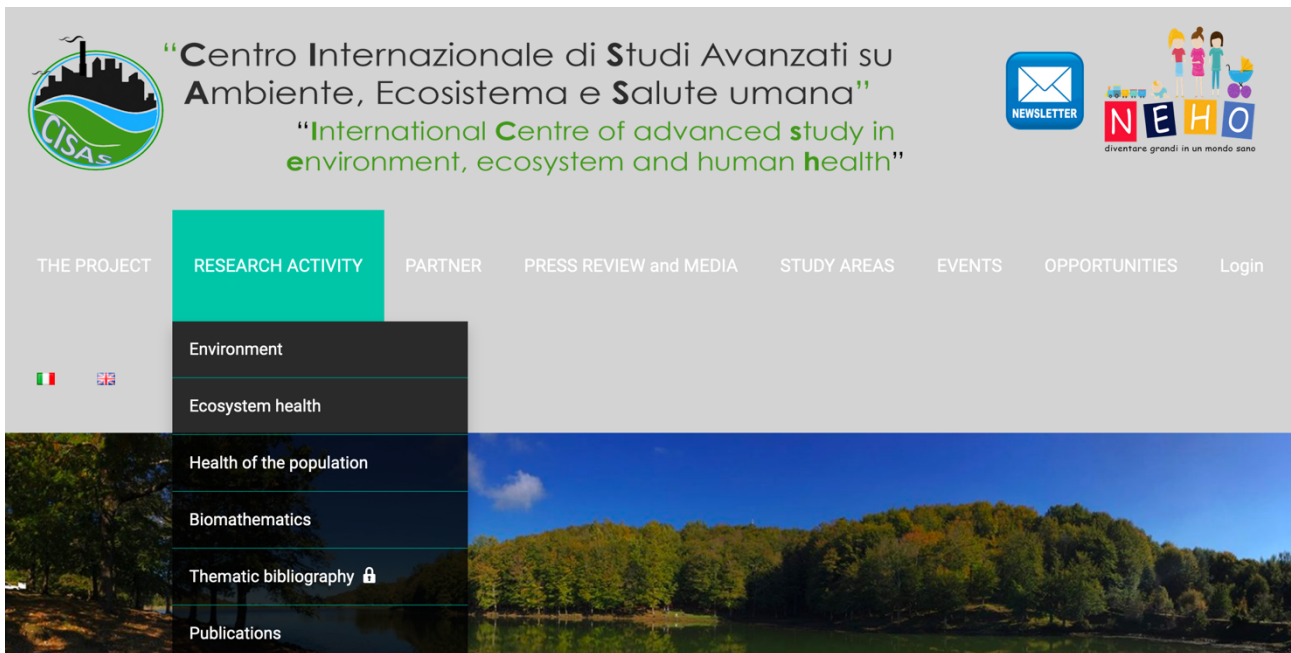 CISAs
“Centro Internazionale di Studi Avanzati su
Ambiente, Ecosistema e Salute umana”
“International Centre of advanced study in
environment, ecosystem and human health”
NEWSLETTER
NEHO
diventare grandi in un mondo sano
THE PROJECT
RESEARCH ACTIVITY
PARTNER
PRESS REVIEW and MEDIA
STUDY AREAS
EVENTS
OPPORTUNITIES
Login
Environment
Ecosystem health
Health of the population
Biomathematics
Thematic bibliography
Publications